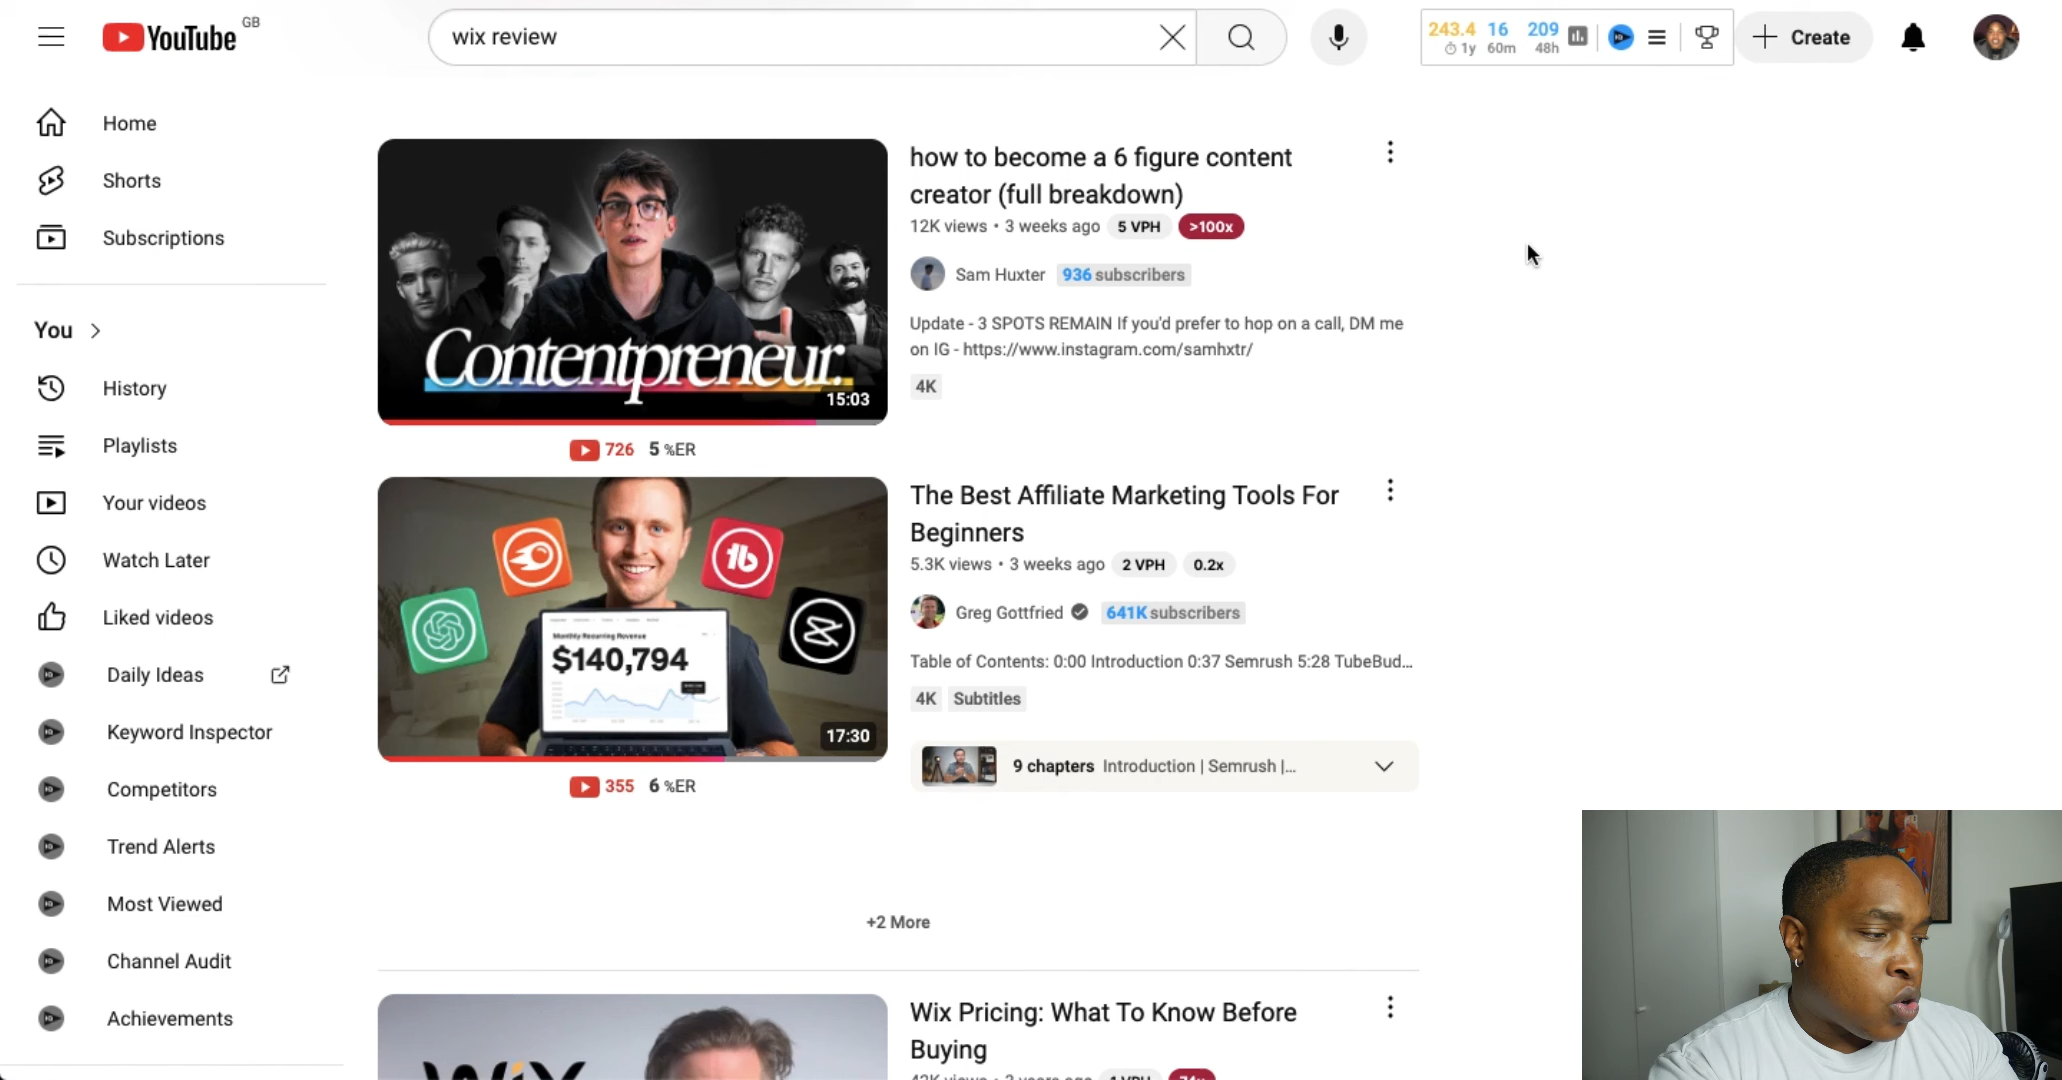 YouTube GB
wix review
243.4 16 209
1y 60m 48h
Create
Home
Shorts
Subscriptions
You
History
Playlists
Your videos
Watch Later
Liked videos
Daily Ideas
Keyword Inspector
Competitors
Trend Alerts
Most Viewed
Channel Audit
Achievements
Contentpreneur.
15:03
726 5 %ER
how to become a 6 figure content
creator (full breakdown)
12K views • 3 weeks ago 5 VPH >100x
Sam Huxter 936 subscribers
Update - 3 SPOTS REMAIN If you'd prefer to hop on a call, DM me
on IG - https://www.instagram.com/samhxtr/
4K
Monthly Recurring Revenue
$140,794
17:30
355 6 %ER
The Best Affiliate Marketing Tools For
Beginners
5.3K views • 3 weeks ago 2 VPH 0.2x
Greg Gottfried 641K subscribers
Table of Contents: 0:00 Introduction 0:37 Semrush 5:28 TubeBud...
4K Subtitles
9 chapters Introduction | Semrush |...
+2 More
WiX
Wix Pricing: What To Know Before
Buying